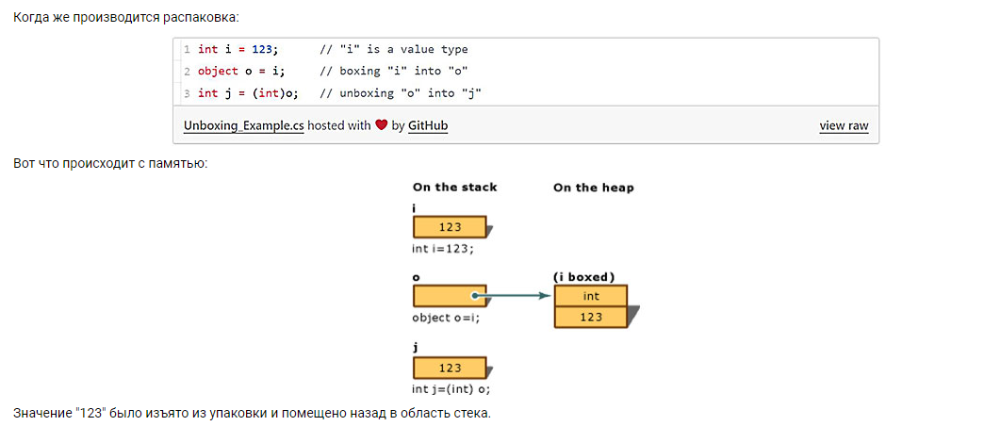 Когда же производится распаковка:
1 int i = 123;      // "i" is a value type
2 object o = i;     // boxing "i" into "o"
3 int j = (int)o;   // unboxing "o" into "j"
Unboxing_Example.cs hosted with ❤ by GitHub view raw
Вот что происходит с памятью:
On the stack On the heap
i
123
int i=123;
o (i boxed)
int
123
object o=i;
j
123
int j=(int) o;
Значение "123" было изъято из упаковки и помещено назад в область стека.